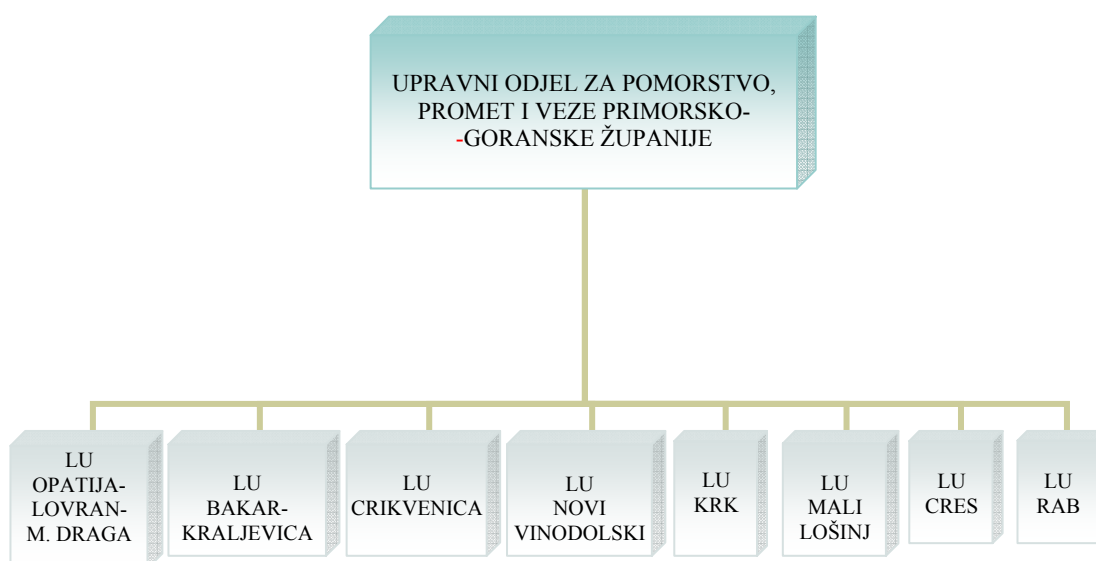 UPRAVNI ODJEL ZA POMORSTVO,
PROMET I VEZE PRIMORSKO-
-GORANSKE ŽUPANIJE
LU
OPATIJA-
LOVRAN-
M. DRAGA
LU
BAKAR-
KRALJEVICA
LU
CRIKVENICA
LU
NOVI
VINODOLSKI
LU
KRK
LU
MALI
LOŠINJ
LU
CRES
LU
RAB